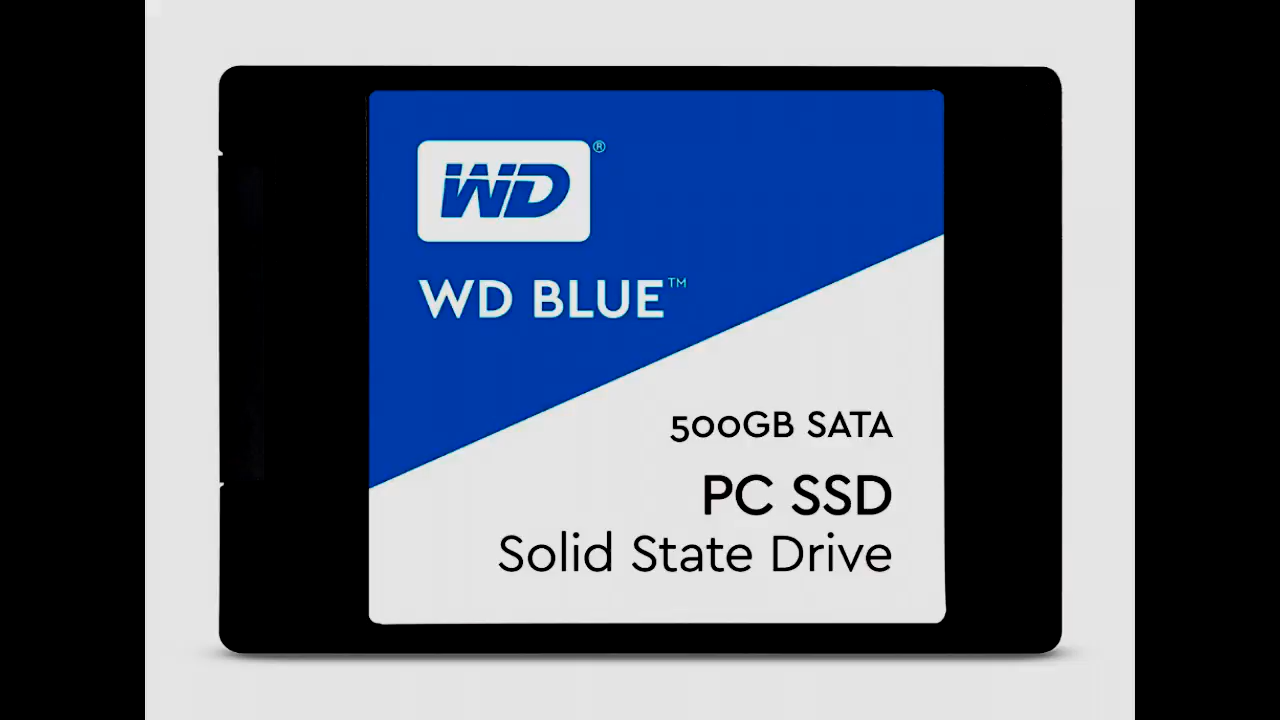 WD®
WD BLUE™
500GB SATA
PC SSD
Solid State Drive